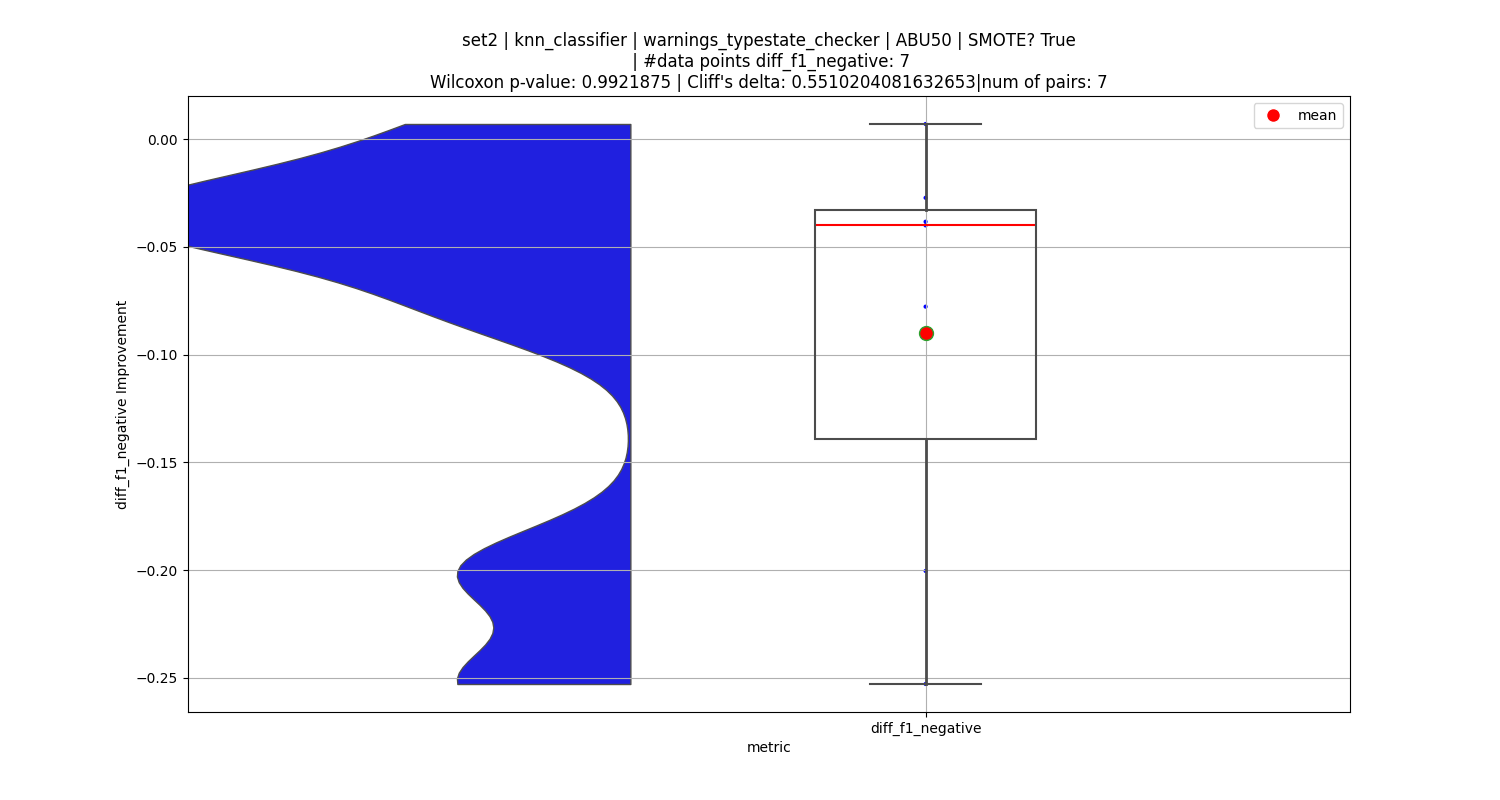 set2 | knn_classifier | warnings_typestate_checker | ABU50 | SMOTE? True
| #data points diff_f1_negative: 7
Wilcoxon p-value: 0.9921875 | Cliff's delta: 0.5510204081632653|num of pairs: 7
mean
0.00
−0.05
−0.10
−0.15
−0.20
−0.25
diff_f1_negative Improvement
diff_f1_negative
metric